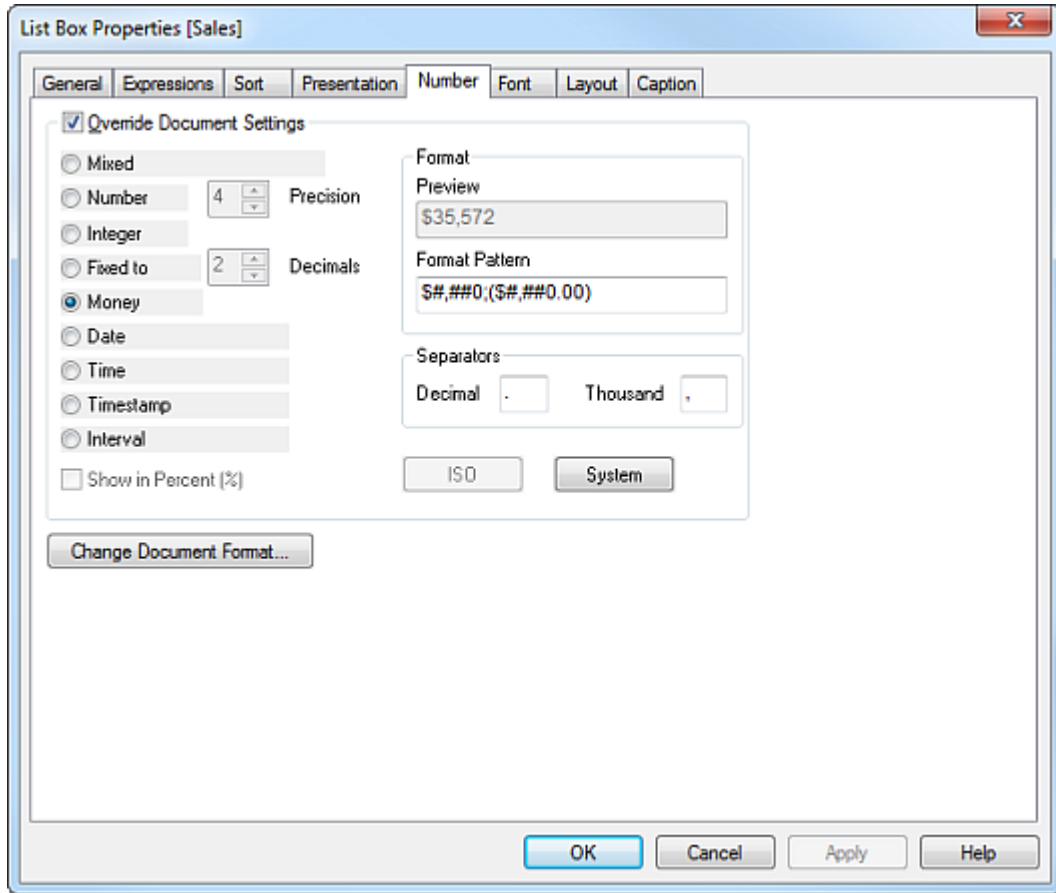 List Box Properties [Sales]
x
General Expressions Sort Presentation Number Font Layout Caption
Override Document Settings
Mixed
Number 4 Precision
Integer
Fixed to 2 Decimals
Money
Date
Time
Timestamp
Interval
Show in Percent (%)
Format
Preview
$35,572
Format Pattern
$#,##0;($#,##0.00)
Separators
Decimal . Thousand ,
ISO System
Change Document Format...
OK Cancel Apply Help